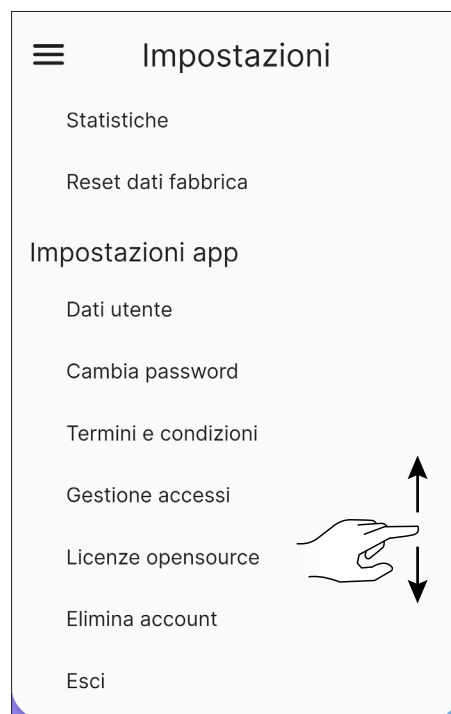 Impostazioni
Statistiche
Reset dati fabbrica
Impostazioni app
Dati utente
Cambia password
Termini e condizioni
Gestione accessi
Licenze opensource
Elimina account
Esci